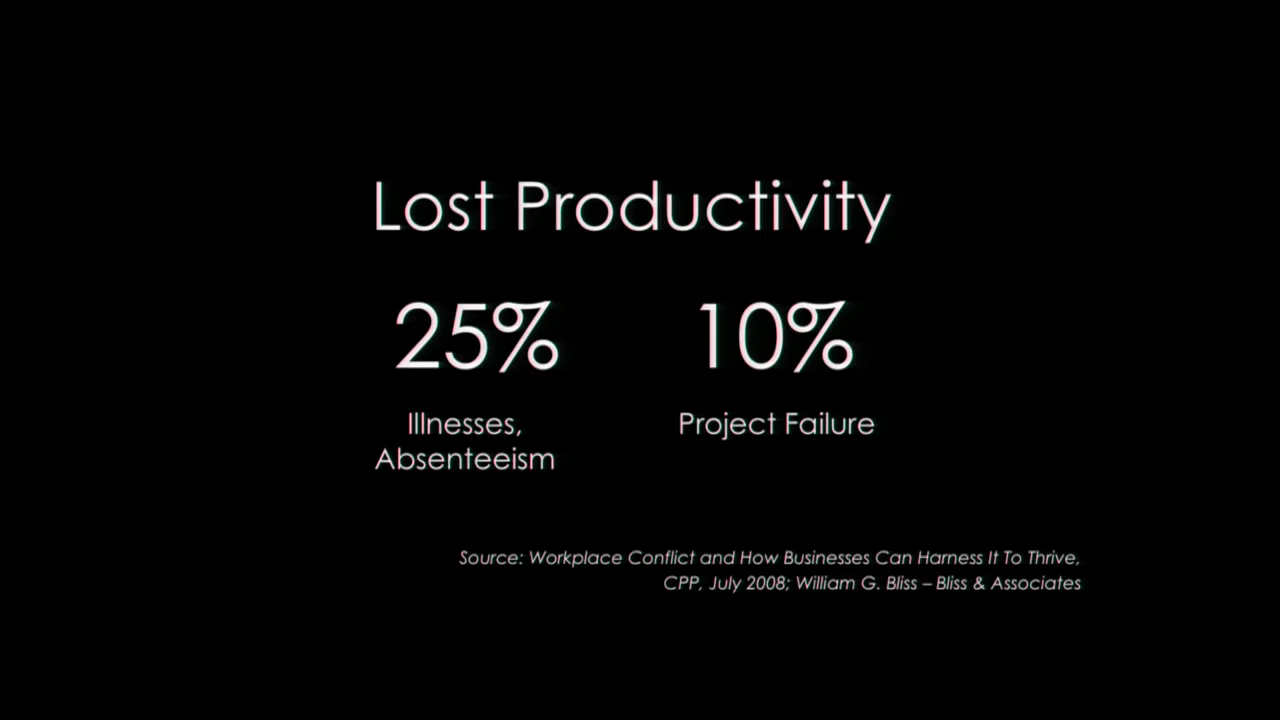 Lost Productivity
25% 10%
Illnesses, Project Failure
Absenteeism
Source: Workplace Conflict and How Businesses Can Harness It To Thrive,
CPP, July 2008; William G. Bliss – Bliss & Associates